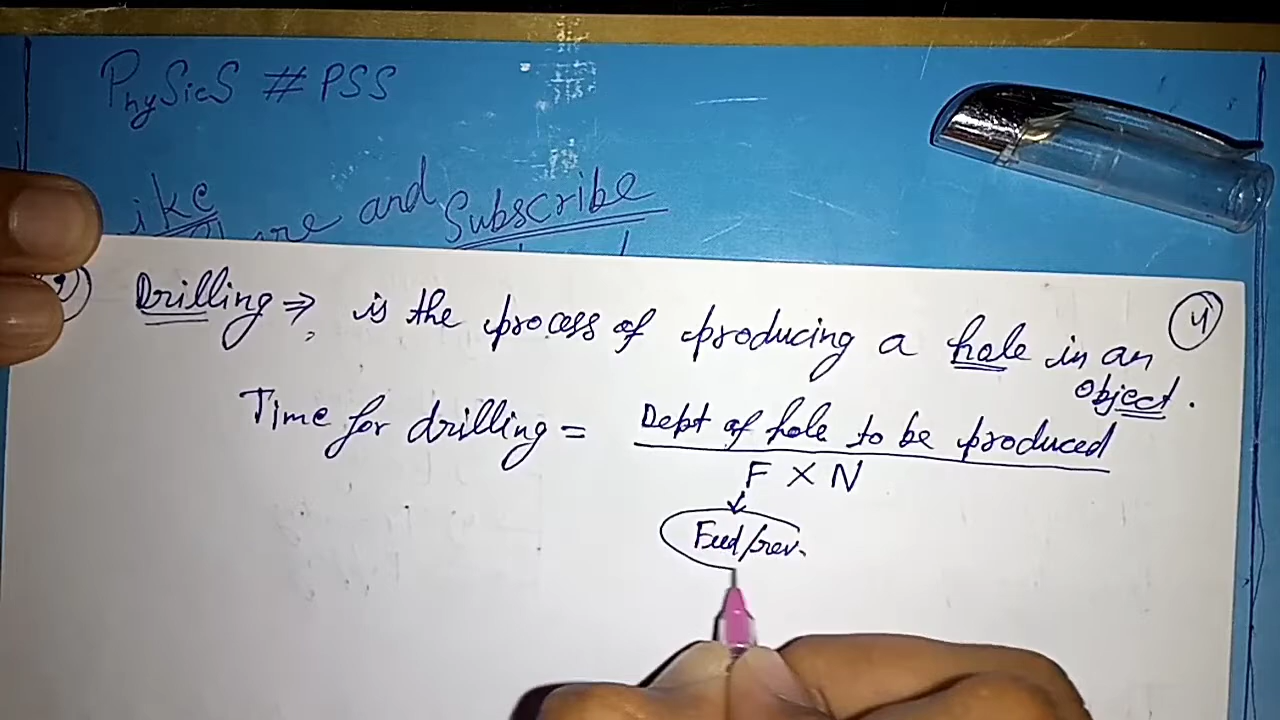 PhySicS # PSS
ike
are and Subscribe
Drilling ⇒ is the process of producing a hole in an object.
4
Time for drilling = Dept of hole to be produced
F × N
Feed/rev.